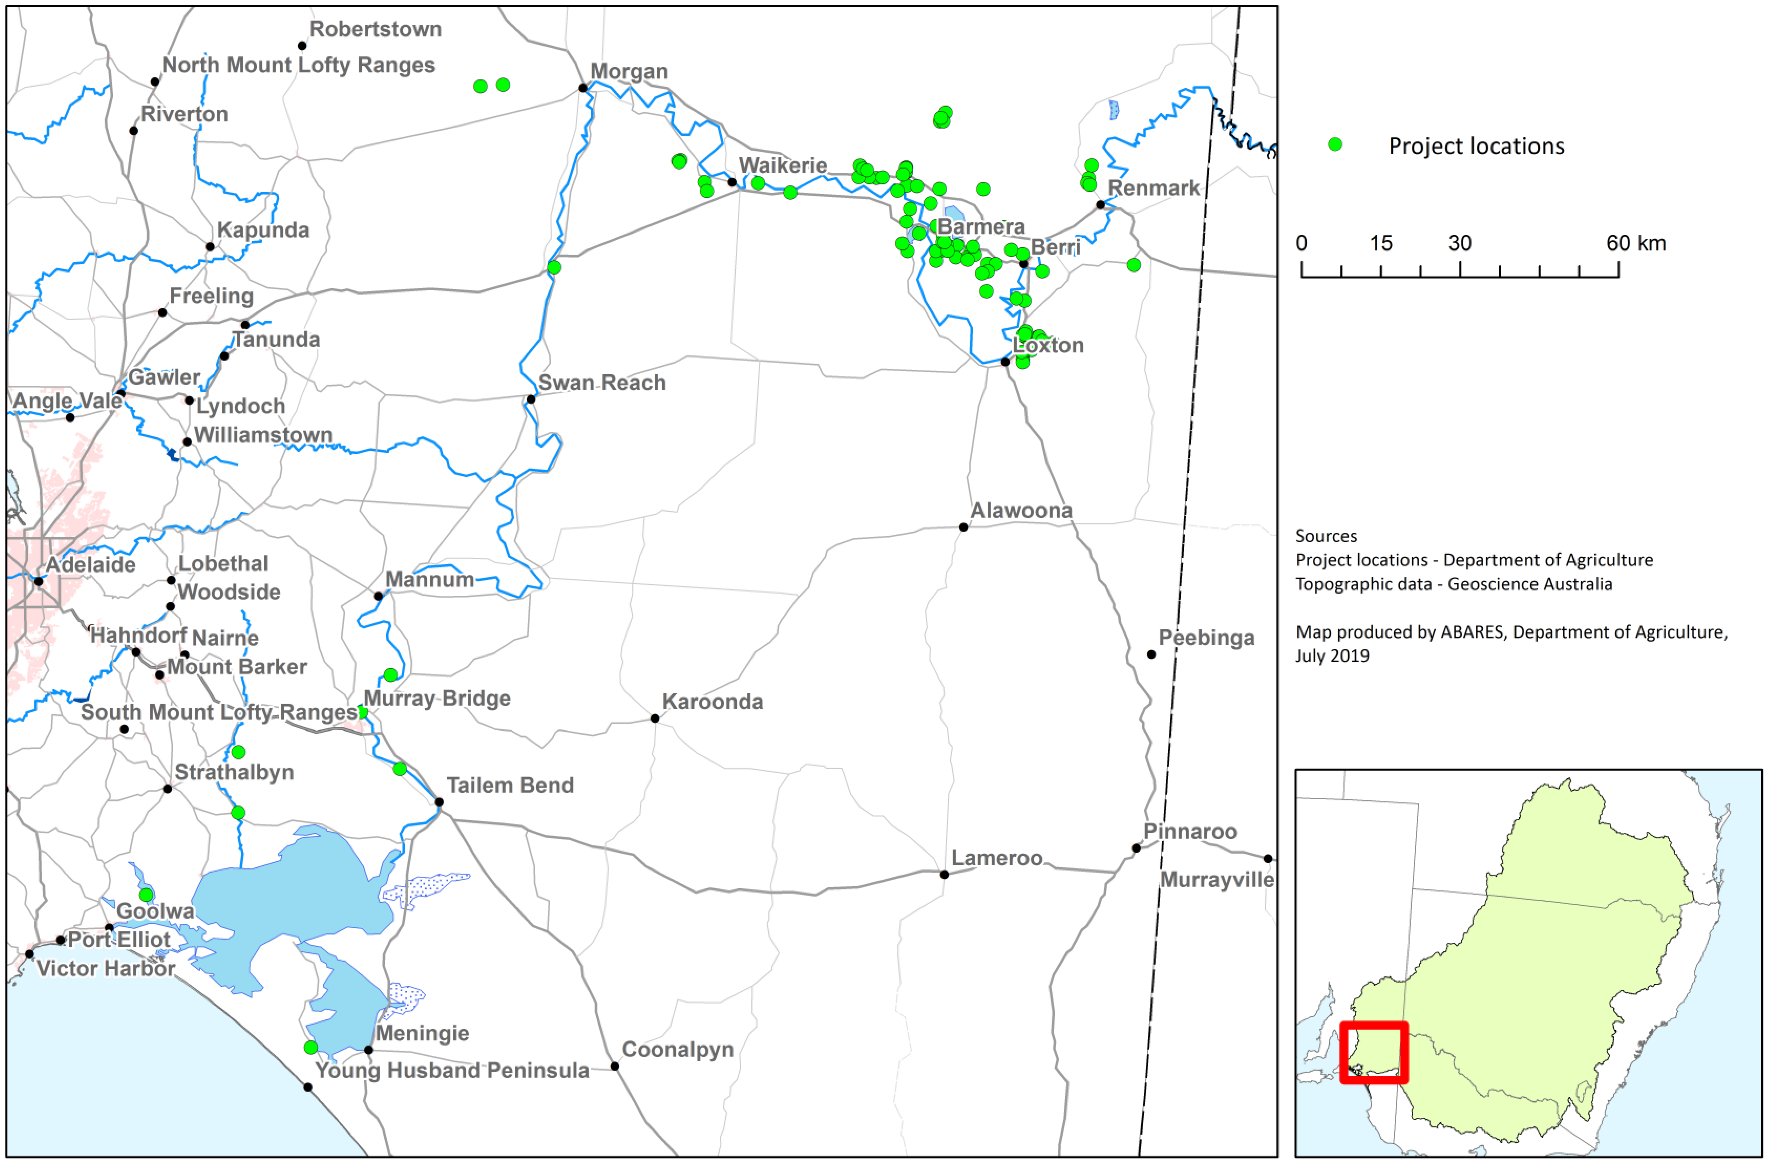 Robertstown
North Mount Lofty Ranges
Morgan
Riverton
Waikerie
Renmark
Kapunda
Barmera
Berri
Freeling
Tanunda
Loxton
Gawler
Swan Reach
Angle Vale
Lyndoch
Williamstown
Alawoona
Adelaide
Lobethal
Mannum
Woodside
Hahndorf
Nairne
Peebinga
Mount Barker
Murray Bridge
Karoonda
South Mount Lofty Ranges
Strathalbyn
Tailem Bend
Pinnaroo
Lameroo
Murrayville
Goolwa
Port Elliot
Victor Harbor
Meningie
Coonalpyn
Young Husband Peninsula
Project locations
0 15 30 60 km
Sources
Project locations - Department of Agriculture
Topographic data - Geoscience Australia
Map produced by ABARES, Department of Agriculture,
July 2019